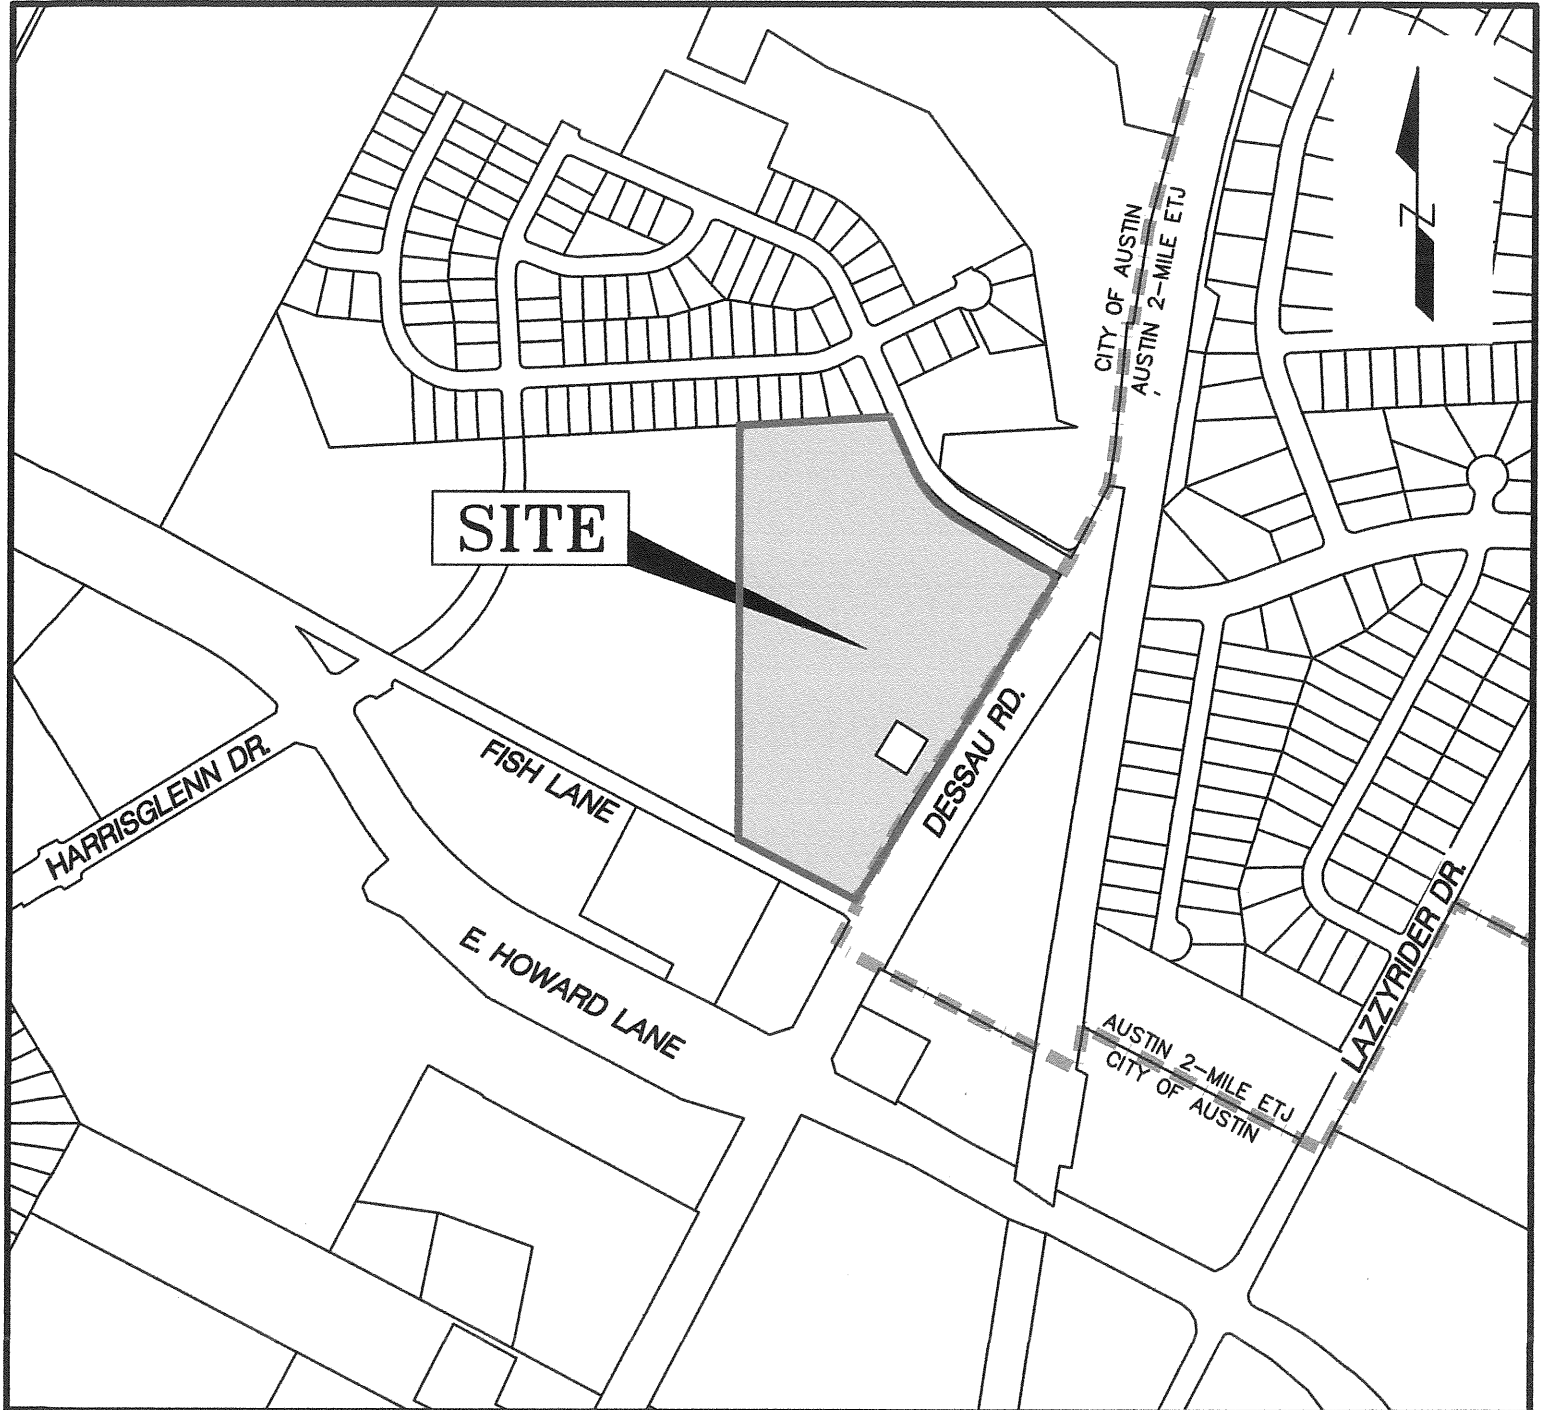 CITY OF AUSTIN
AUSTIN 2-MILE ETJ
N
SITE
DESSAU RD.
FISH LANE
HARRISGLENN DR.
E. HOWARD LANE
LAZZYRIDER DR.
AUSTIN 2-MILE ETJ
CITY OF AUSTIN